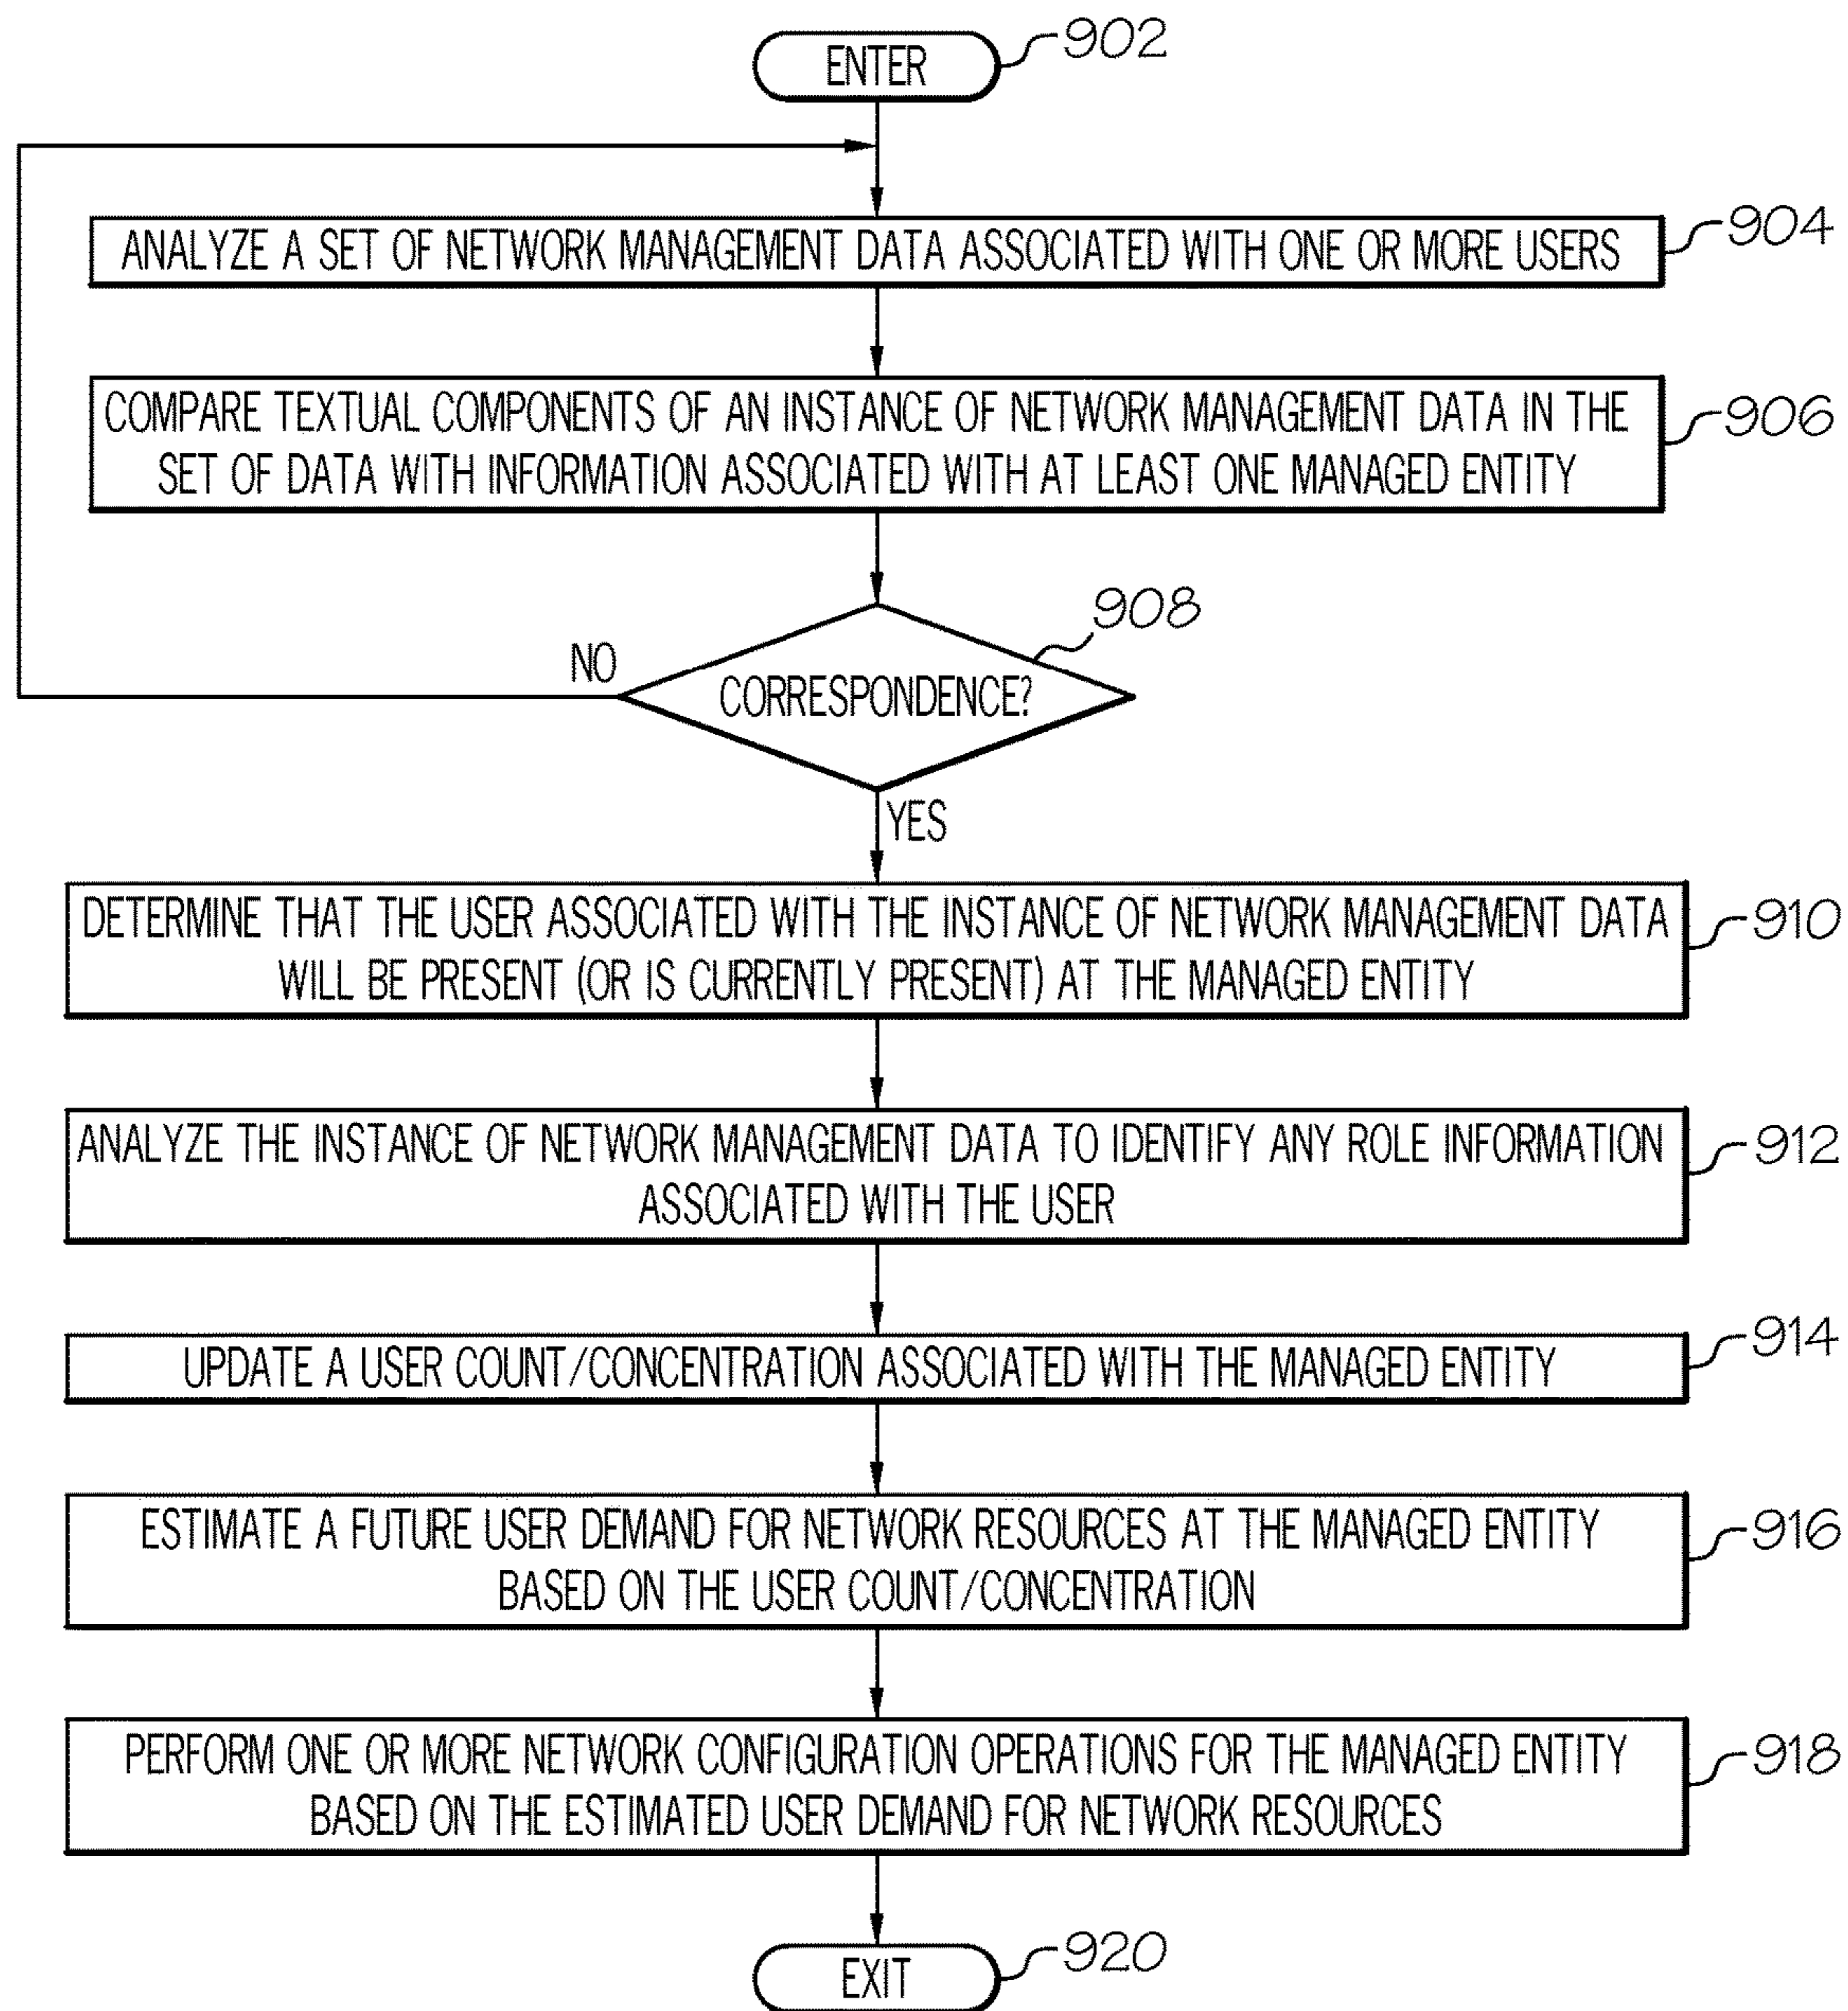 ENTER
902
ANALYZE A SET OF NETWORK MANAGEMENT DATA ASSOCIATED WITH ONE OR MORE USERS
904
COMPARE TEXTUAL COMPONENTS OF AN INSTANCE OF NETWORK MANAGEMENT DATA IN THE
SET OF DATA WITH INFORMATION ASSOCIATED WITH AT LEAST ONE MANAGED ENTITY
906
908
NO
CORRESPONDENCE?
YES
DETERMINE THAT THE USER ASSOCIATED WITH THE INSTANCE OF NETWORK MANAGEMENT DATA
WILL BE PRESENT (OR IS CURRENTLY PRESENT) AT THE MANAGED ENTITY
910
ANALYZE THE INSTANCE OF NETWORK MANAGEMENT DATA TO IDENTIFY ANY ROLE INFORMATION
ASSOCIATED WITH THE USER
912
UPDATE A USER COUNT/CONCENTRATION ASSOCIATED WITH THE MANAGED ENTITY
914
ESTIMATE A FUTURE USER DEMAND FOR NETWORK RESOURCES AT THE MANAGED ENTITY
BASED ON THE USER COUNT/CONCENTRATION
916
PERFORM ONE OR MORE NETWORK CONFIGURATION OPERATIONS FOR THE MANAGED ENTITY
BASED ON THE ESTIMATED USER DEMAND FOR NETWORK RESOURCES
918
EXIT
920